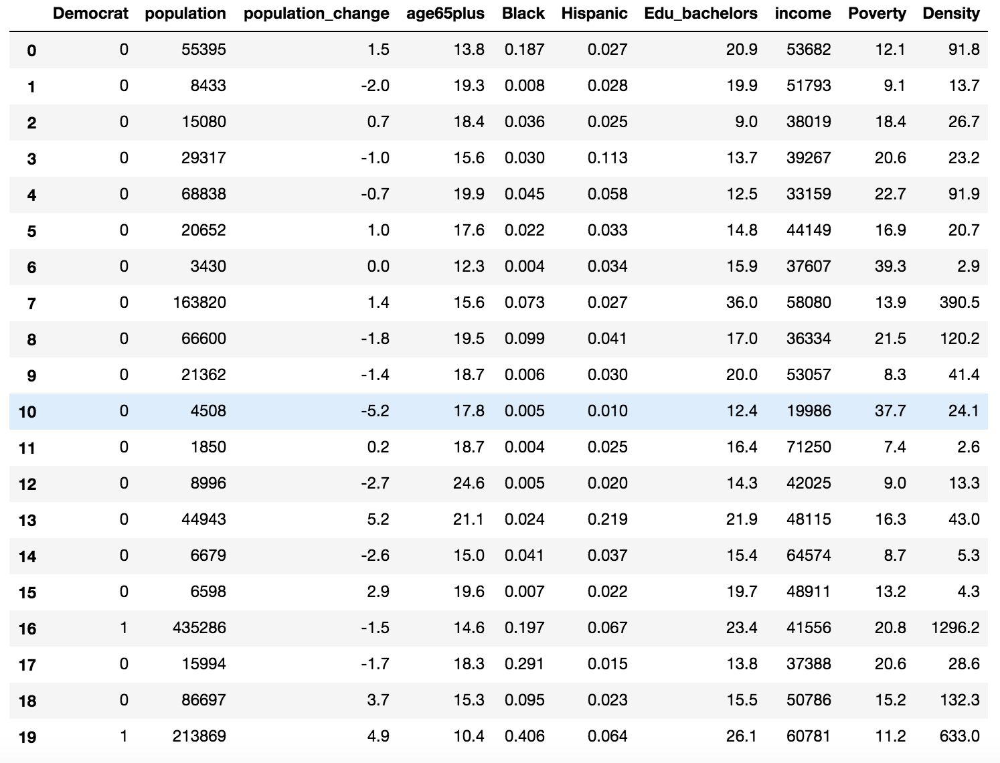 Democrat population population_change age65plus Black Hispanic Edu_bachelors income Poverty Density
0 0 55395 1.5 13.8 0.187 0.027 20.9 53682 12.1 91.8
1 0 8433 -2.0 19.3 0.008 0.028 19.9 51793 9.1 13.7
2 0 15080 0.7 18.4 0.036 0.025 9.0 38019 18.4 26.7
3 0 29317 -1.0 15.6 0.030 0.113 13.7 39267 20.6 23.2
4 0 68838 -0.7 19.9 0.045 0.058 12.5 33159 22.7 91.9
5 0 20652 1.0 17.6 0.022 0.033 14.8 44149 16.9 20.7
6 0 3430 0.0 12.3 0.004 0.034 15.9 37607 39.3 2.9
7 0 163820 1.4 15.6 0.073 0.027 36.0 58080 13.9 390.5
8 0 66600 -1.8 19.5 0.099 0.041 17.0 36334 21.5 120.2
9 0 21362 -1.4 18.7 0.006 0.030 20.0 53057 8.3 41.4
10 0 4508 -5.2 17.8 0.005 0.010 12.4 19986 37.7 24.1
11 0 1850 0.2 18.7 0.004 0.025 16.4 71250 7.4 2.6
12 0 8996 -2.7 24.6 0.005 0.020 14.3 42025 9.0 13.3
13 0 44943 5.2 21.1 0.024 0.219 21.9 48115 16.3 43.0
14 0 6679 -2.6 15.0 0.041 0.037 15.4 64574 8.7 5.3
15 0 6598 2.9 19.6 0.007 0.022 19.7 48911 13.2 4.3
16 1 435286 -1.5 14.6 0.197 0.067 23.4 41556 20.8 1296.2
17 0 15994 -1.7 18.3 0.291 0.015 13.8 37388 20.6 28.6
18 0 86697 3.7 15.3 0.095 0.023 15.5 50786 15.2 132.3
19 1 213869 4.9 10.4 0.406 0.064 26.1 60781 11.2 633.0